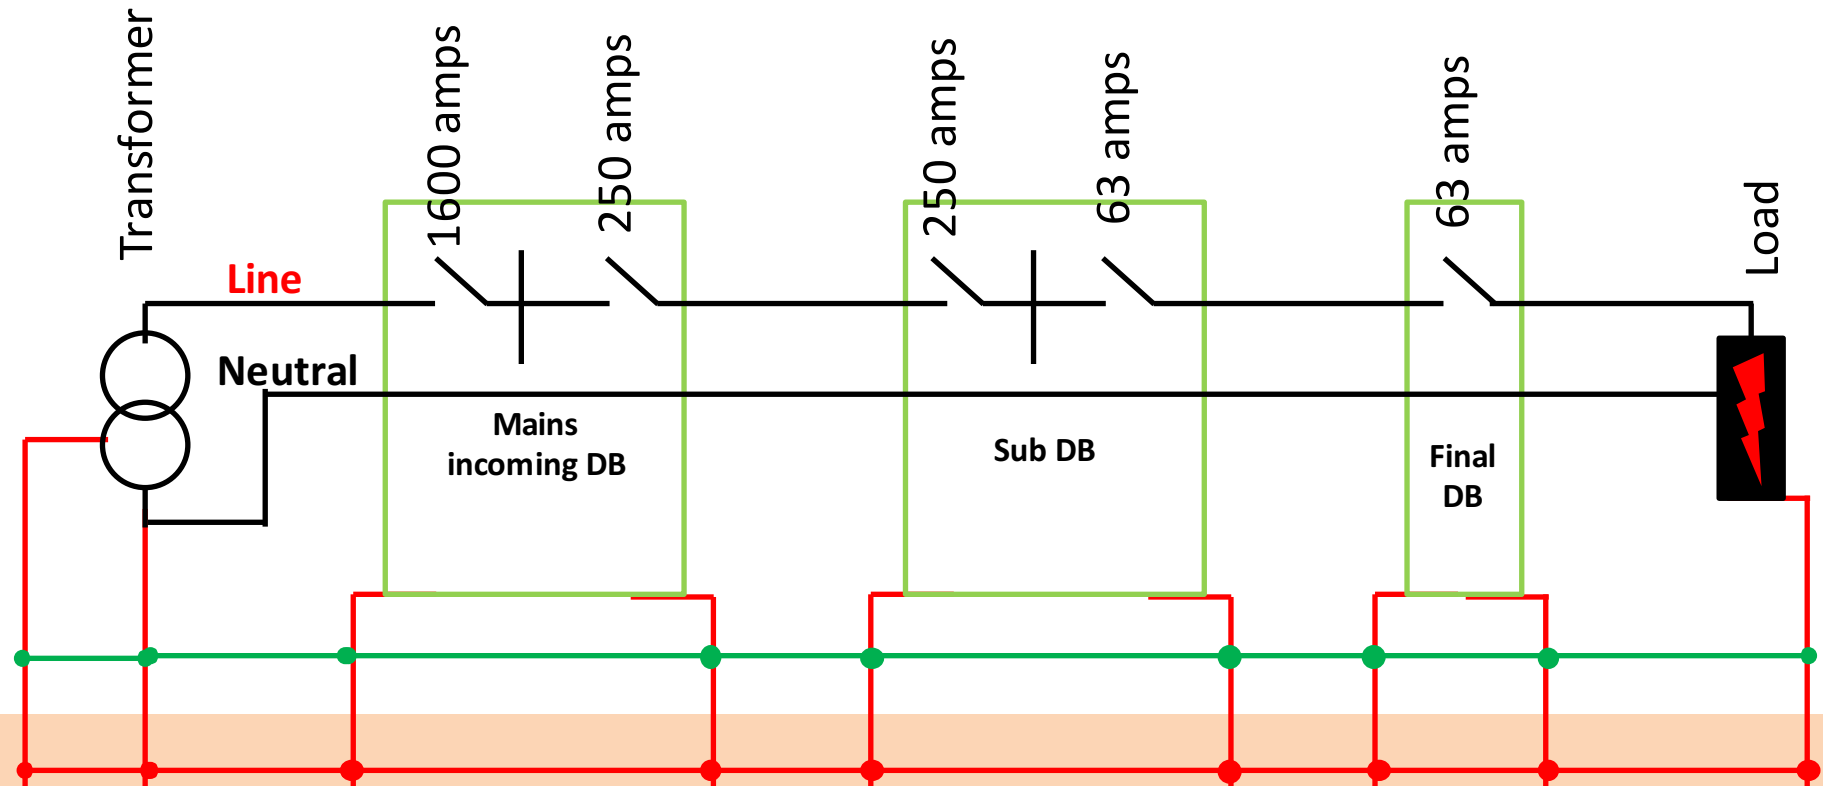 Transformer
1600 amps
250 amps
250 amps
63 amps
63 amps
Load
Line
Neutral
Mains
incoming DB
Sub DB
Final
DB